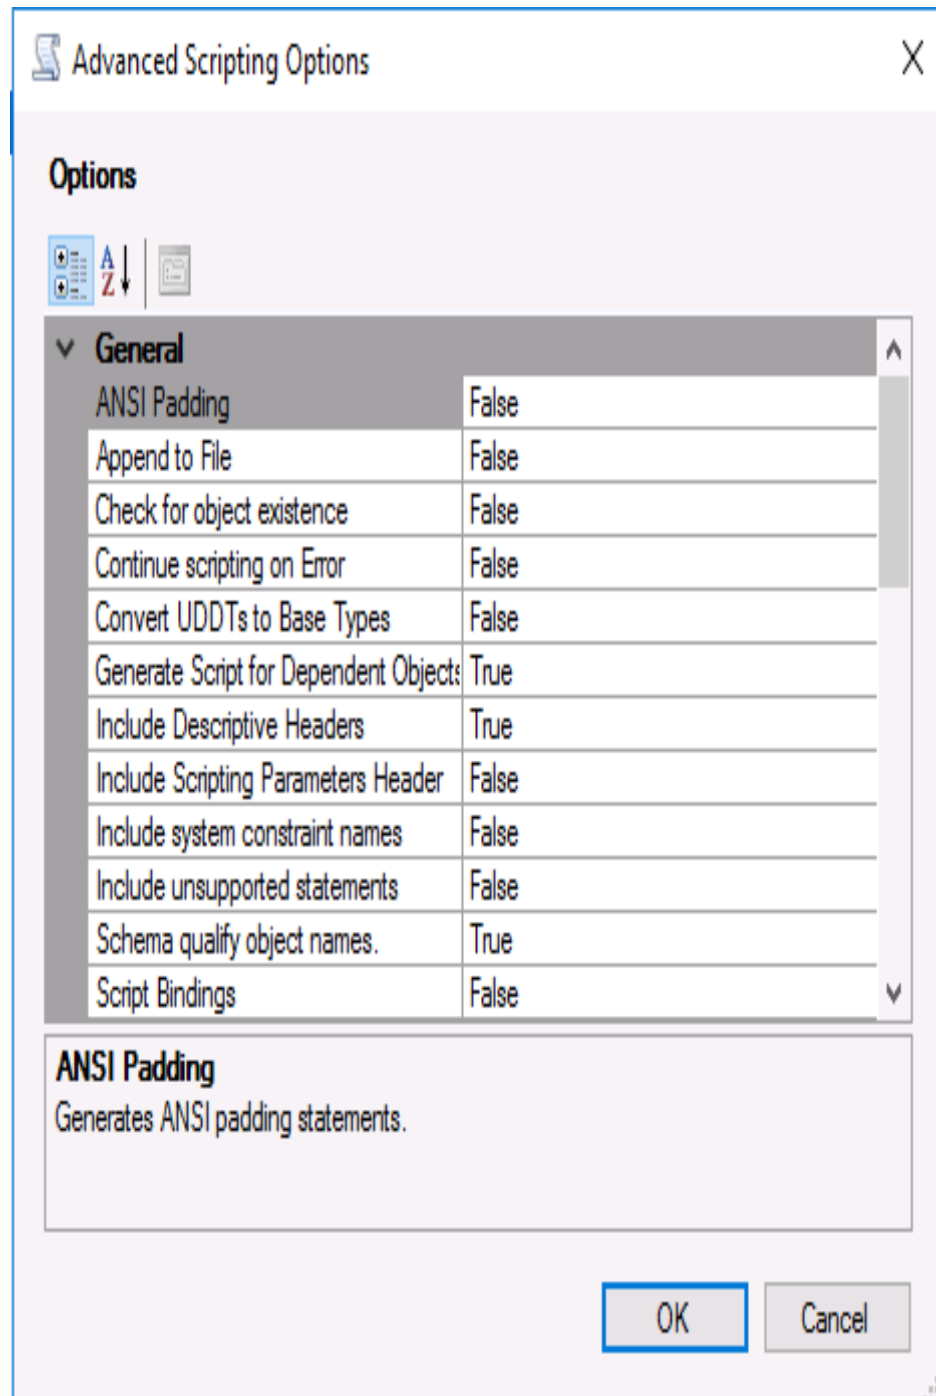 Advanced Scripting Options
Options
General
ANSI Padding False
Append to File False
Check for object existence False
Continue scripting on Error False
Convert UDDTs to Base Types False
Generate Script for Dependent Objects True
Include Descriptive Headers True
Include Scripting Parameters Header False
Include system constraint names False
Include unsupported statements False
Schema qualify object names. True
Script Bindings False
ANSI Padding
Generates ANSI padding statements.
OK Cancel